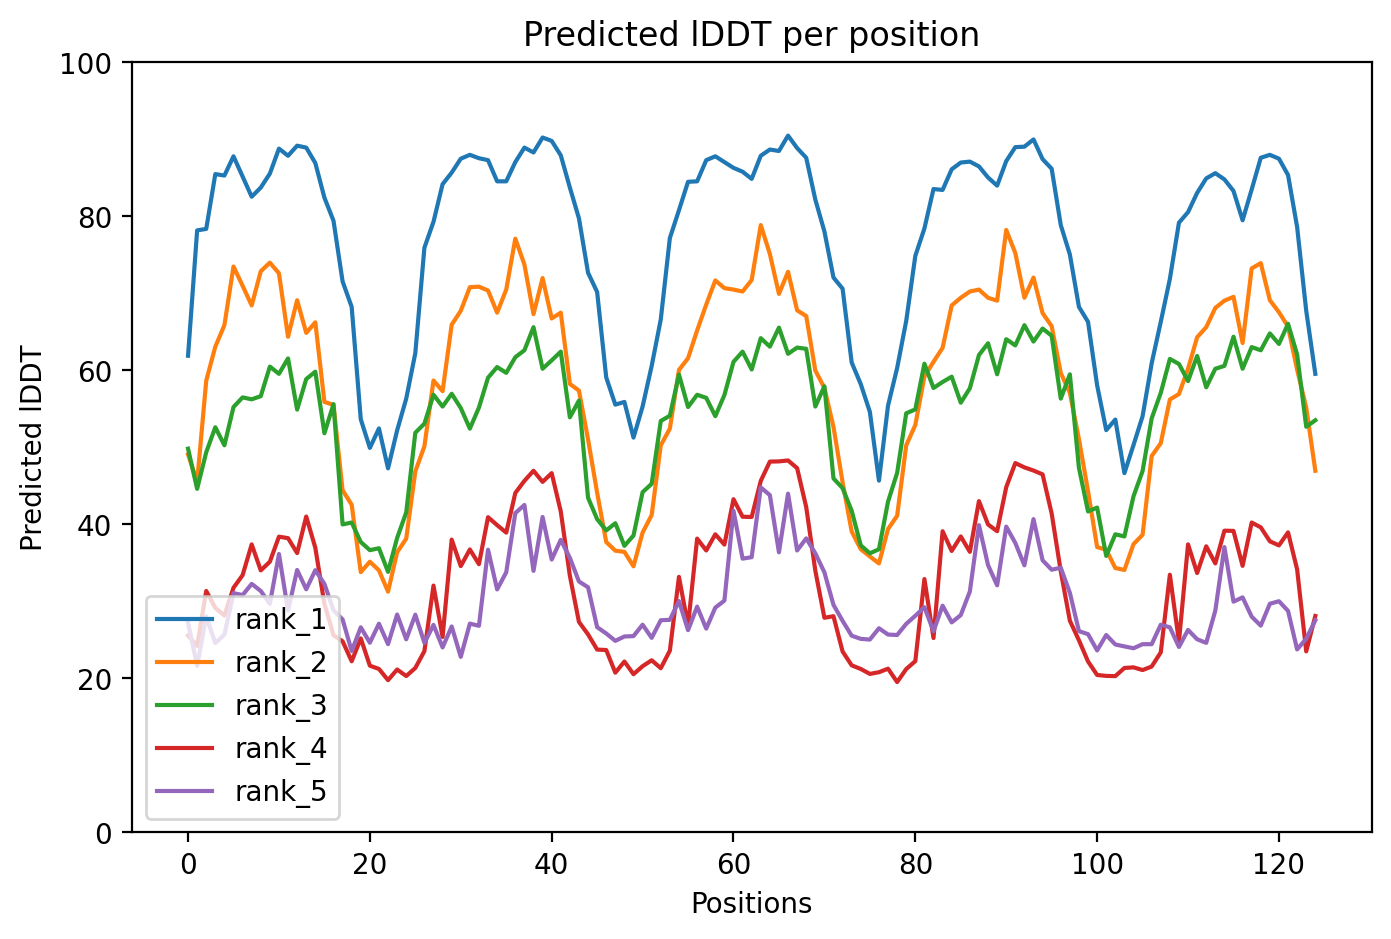 Predicted lDDT per position
100
80
60
40
20
0
Predicted lDDT
rank_1
rank_2
rank_3
rank_4
rank_5
0 20 40 60 80 100 120
Positions